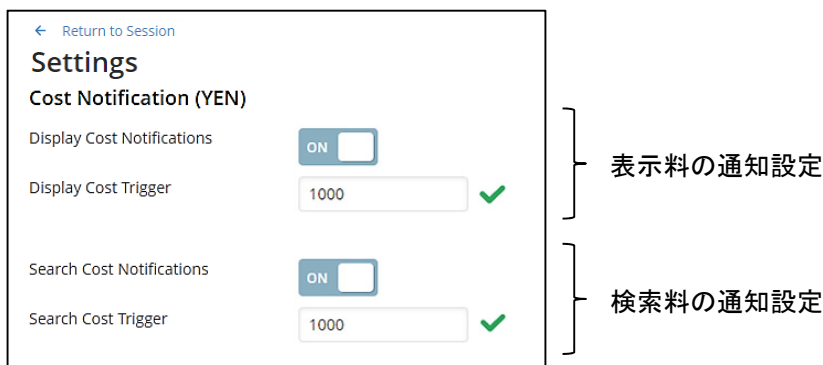 ← Return to Session
Settings
Cost Notification (YEN)
Display Cost Notifications
ON
Display Cost Trigger
1000
表示料の通知設定
Search Cost Notifications
ON
Search Cost Trigger
1000
検索料の通知設定